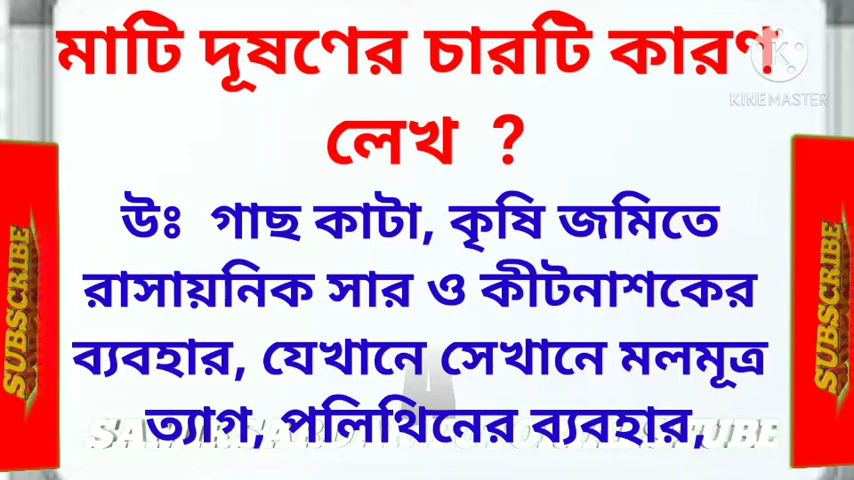 মাটি দূষণের চারটি কারণ
KINEMASTER
লেখ ?
উঃ গাছ কাটা, কৃষি জমিতে
রাসায়নিক সার ও কীটনাশকের
ব্যবহার, যেখানে সেখানে মলমূত্র
ত্যাগ, পলিথিনের ব্যবহার,
SUBSCRIBE
SUBSCRIBE